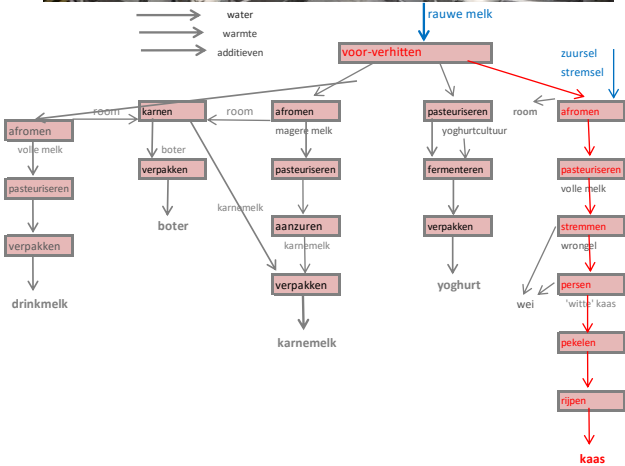 water
warmte
additieven
rauwe melk
voor-verhitten
zuursel
stremsel
afromen
volle melk
pasteuriseren
verpakken
drinkmelk
room
karnen
room
boter
verpakken
boter
karnemelk
afromen
magere melk
pasteuriseren
aanzuren
karnemelk
verpakken
karnemelk
pasteuriseren
yoghurtcultuur
fermenteren
verpakken
yoghurt
room
afromen
pasteuriseren
volle melk
stremmen
wrongel
persen
wei
'witte' kaas
pekelen
rijpen
kaas